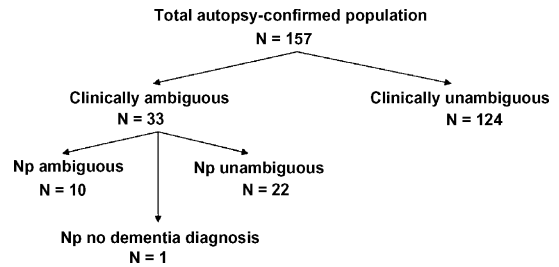 Total autopsy-confirmed population
N = 157
Clinically ambiguous
N = 33
Clinically unambiguous
N = 124
Np ambiguous
N = 10
Np unambiguous
N = 22
Np no dementia diagnosis
N = 1